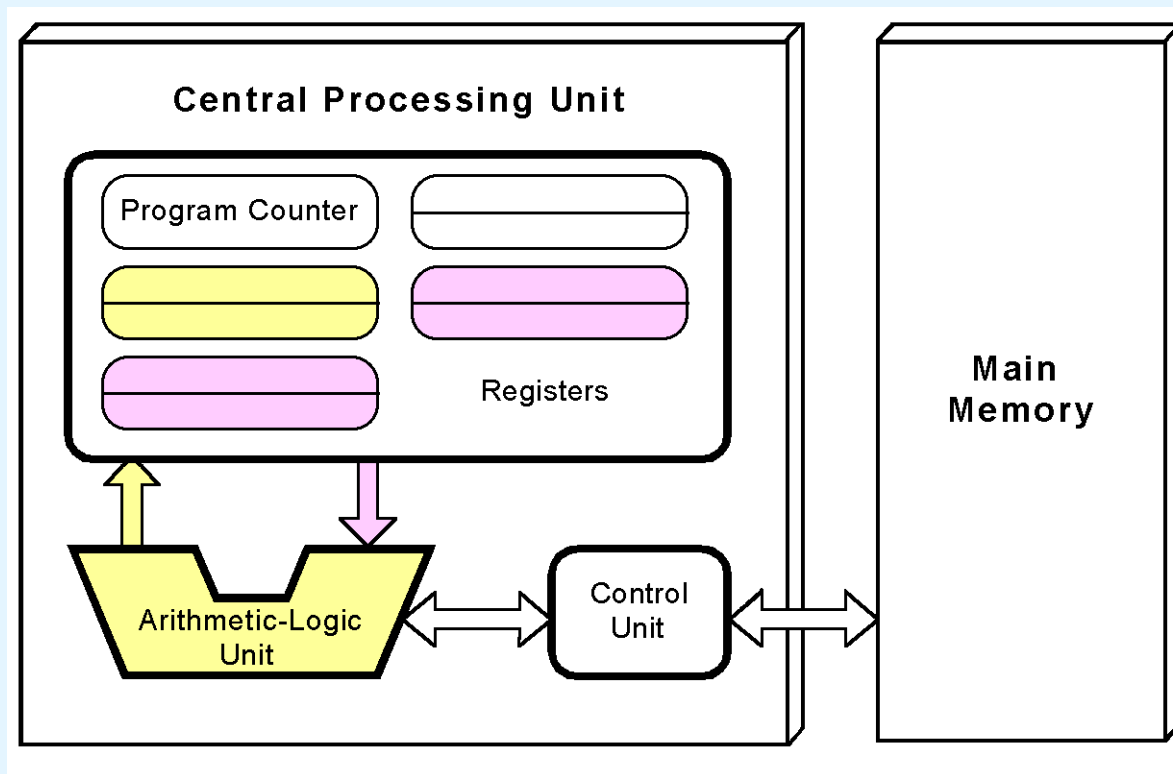 Central Processing Unit
Program Counter
Registers
Main
Memory
Arithmetic-Logic
Unit
Control
Unit